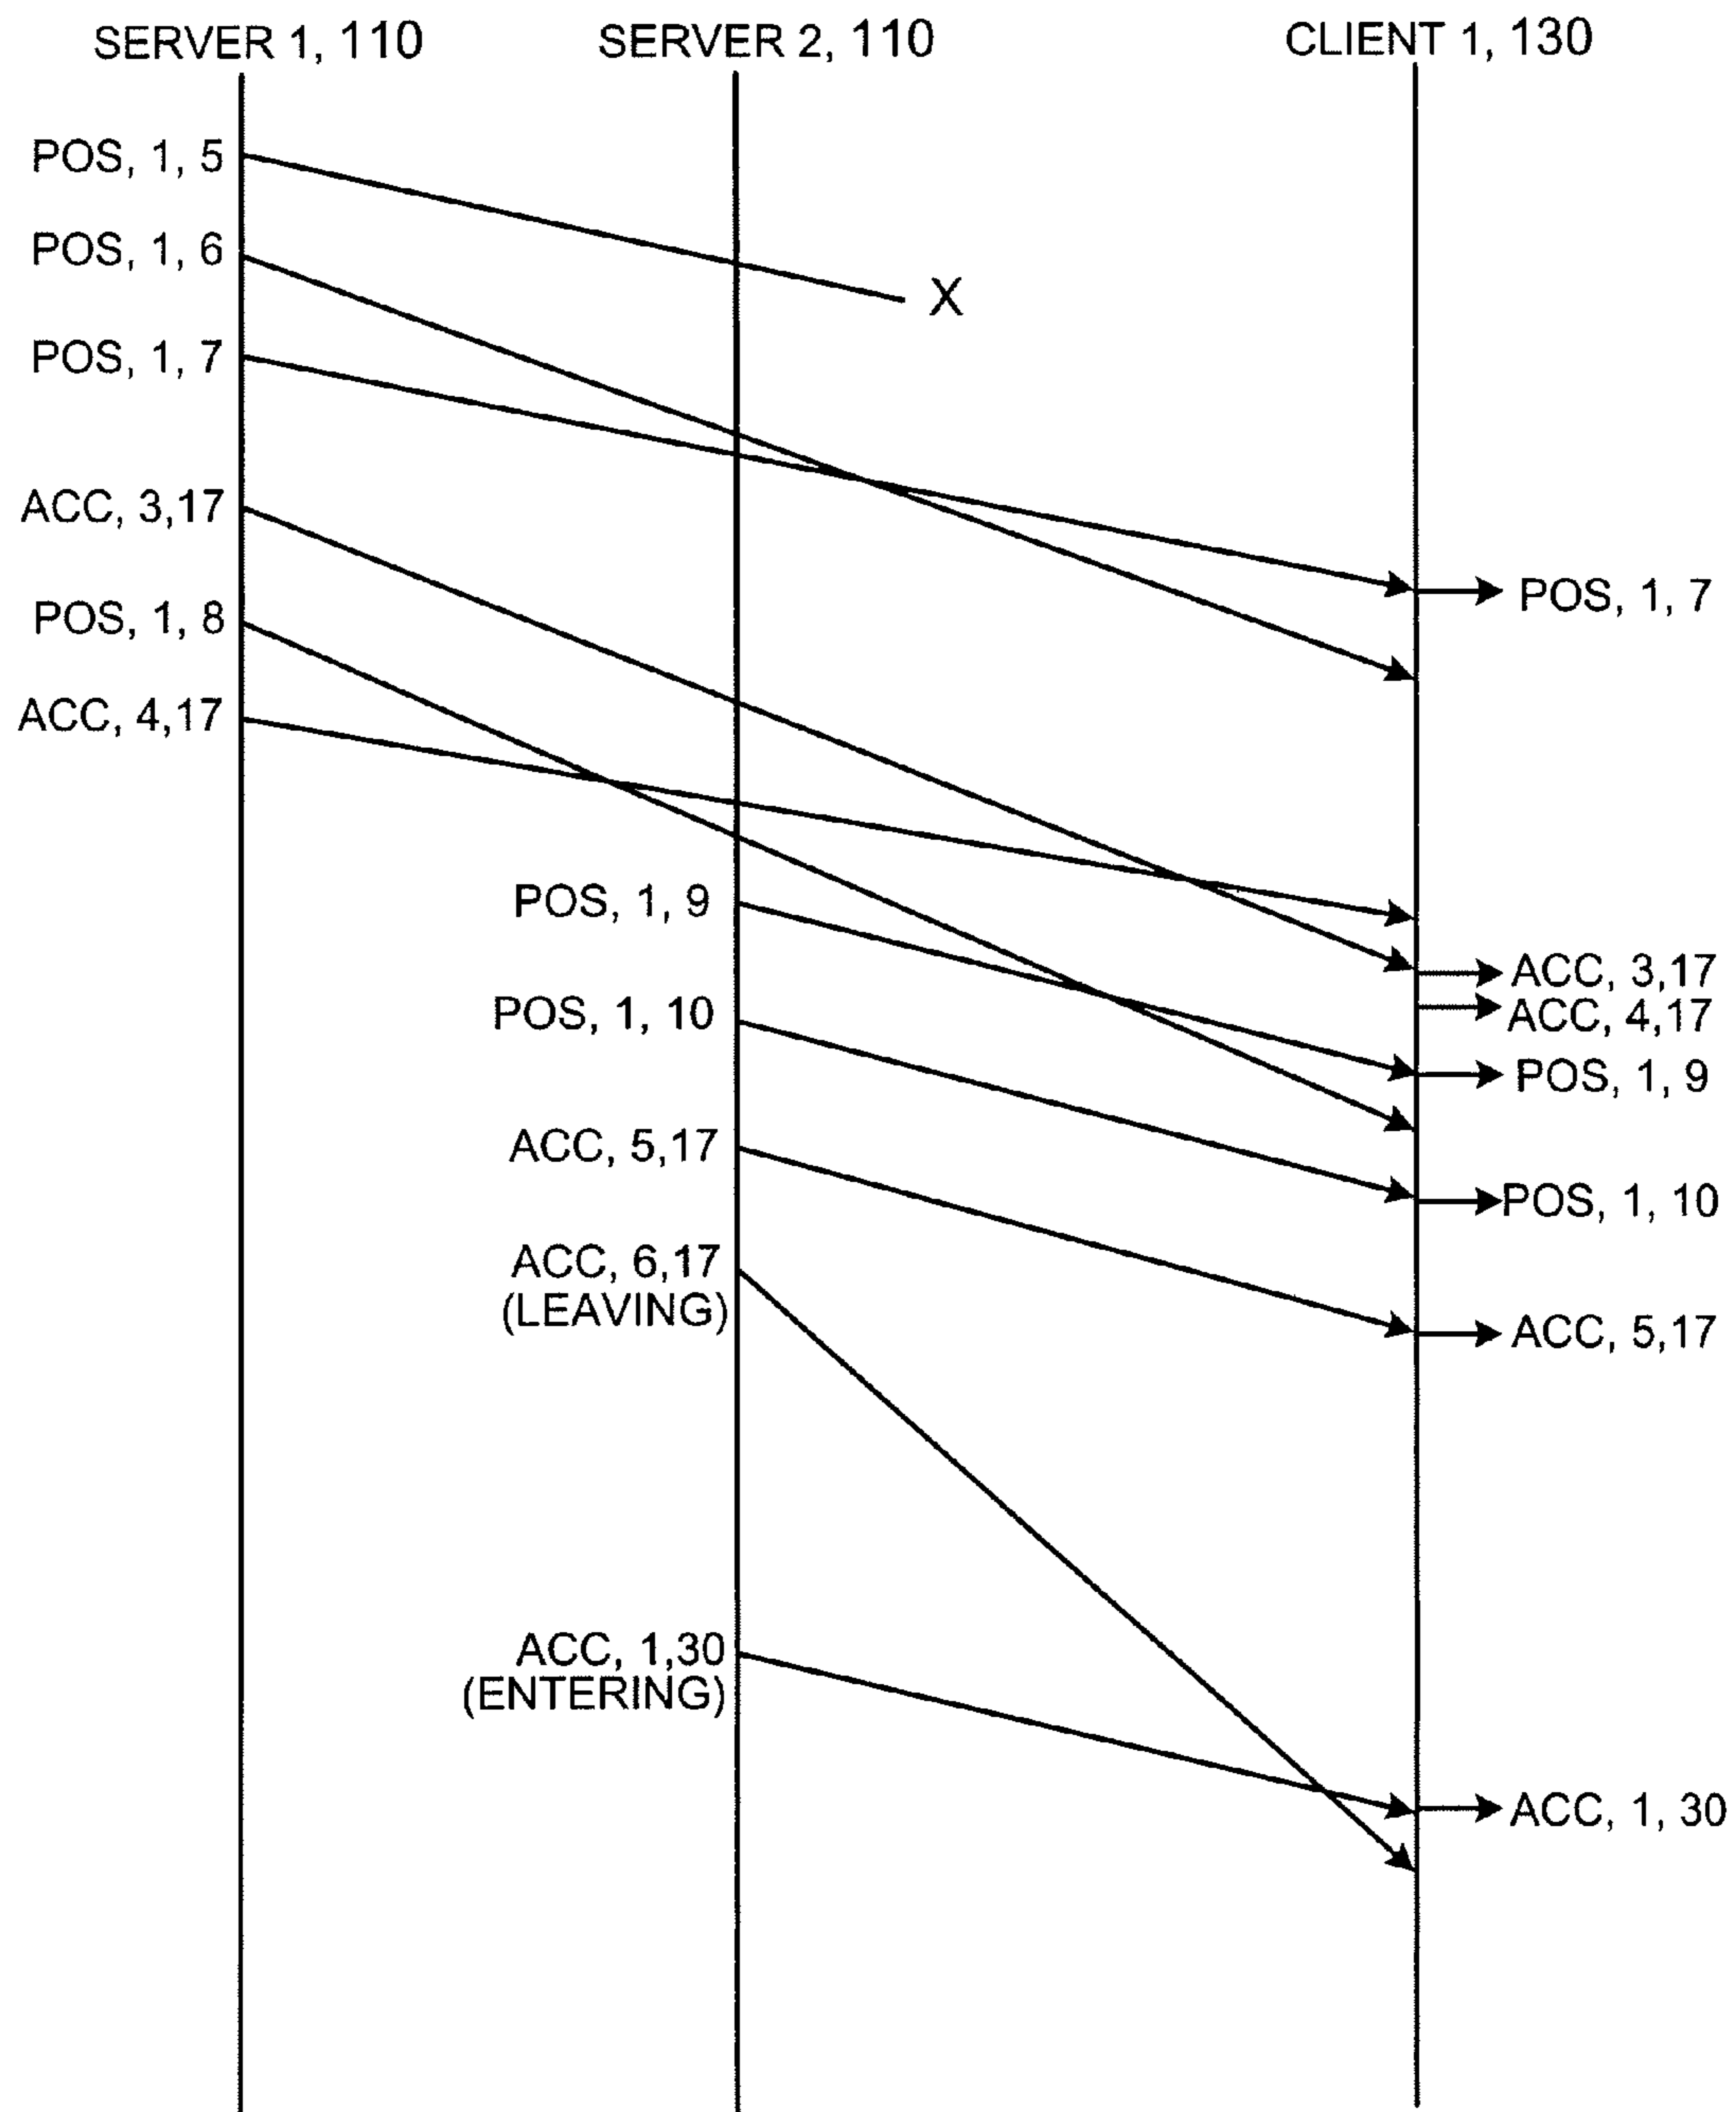 SERVER 1, 110
SERVER 2, 110
CLIENT 1, 130
POS, 1, 5
POS, 1, 6
X
POS, 1, 7
ACC, 3,17
POS, 1, 7
POS, 1, 8
ACC, 4,17
POS, 1, 9
ACC, 3,17
POS, 1, 10
ACC, 4,17
POS, 1, 9
ACC, 5,17
POS, 1, 10
ACC, 6,17
(LEAVING)
ACC, 5,17
ACC, 1,30
(ENTERING)
ACC, 1, 30